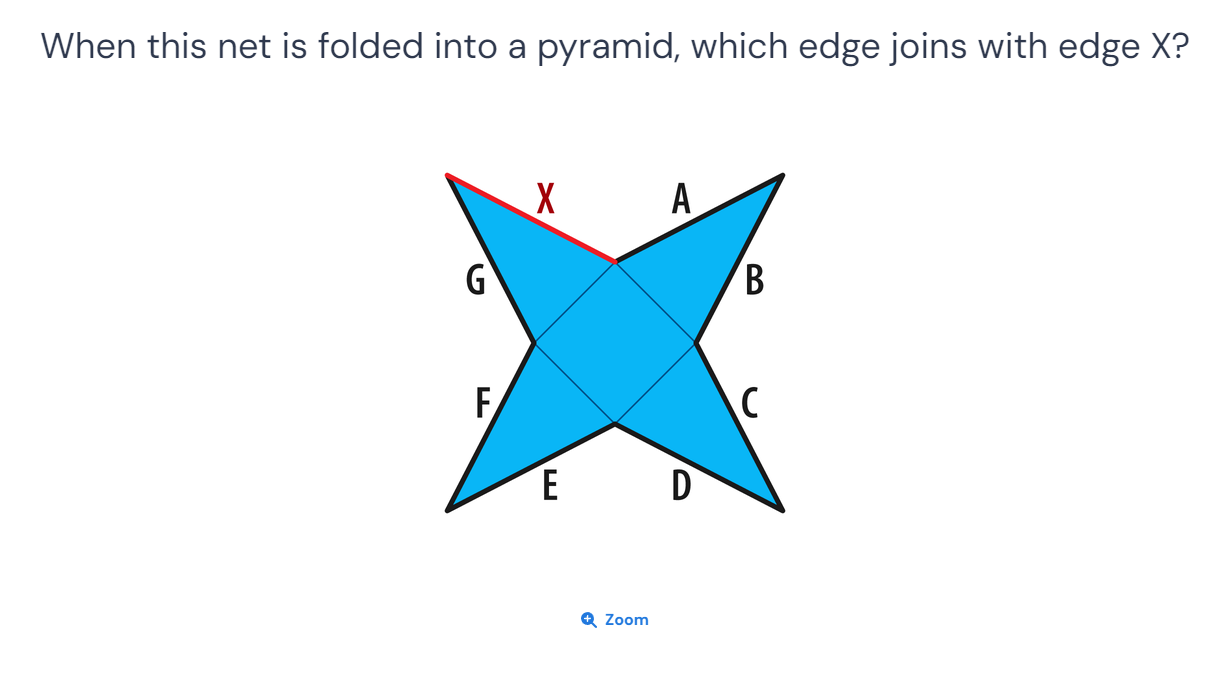 When this net is folded into a pyramid, which edge joins with edge X?
X
A
G
B
F
C
E
D
Zoom